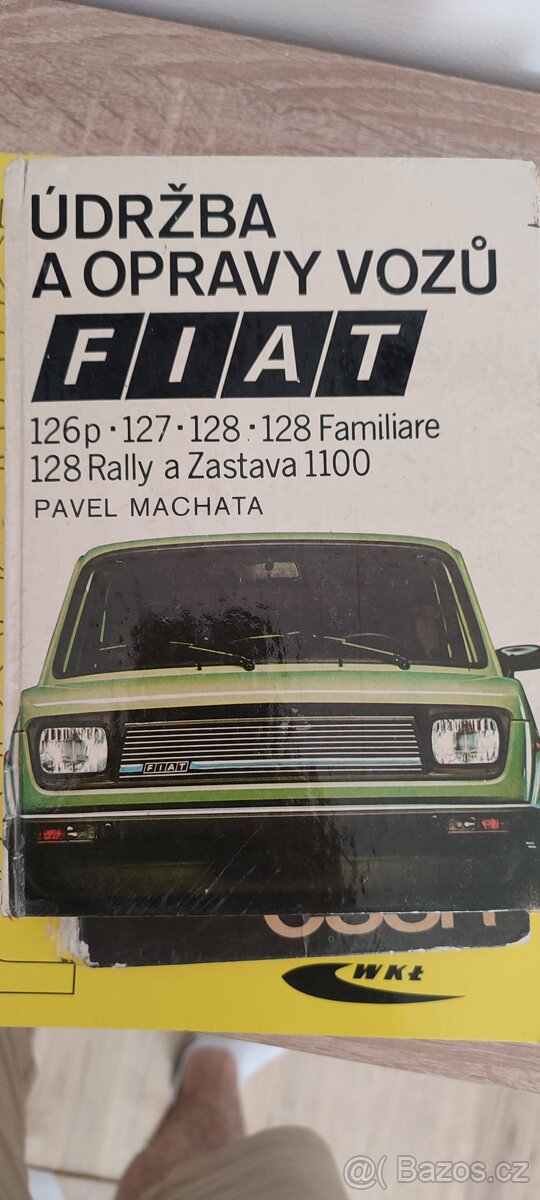 ÚDRŽBA
A OPRAVY VOZŮ
FIAT
126p · 127 · 128 · 128 Familiare
128 Rally a Zastava 1100
PAVEL MACHATA
FIAT
WKŁ
@( Bazos.cz